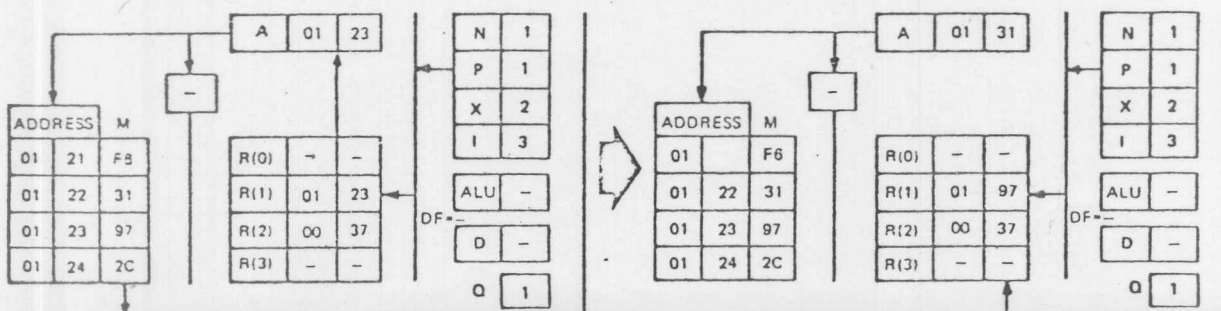 A 01 23
N 1
P 1
X 2
I 3
-
ADDRESS M
01 21 F6
01 22 31
01 23 97
01 24 2C
R(0) - -
R(1) 01 23
R(2) 00 37
R(3) - -
ALU -
DF=-
D -
Q 1
A 01 31
N 1
P 1
X 2
I 3
-
ADDRESS M
01 F6
01 22 31
01 23 97
01 24 2C
R(0) - -
R(1) 01 97
R(2) 00 37
R(3) - -
ALU -
DF=-
D -
Q 1